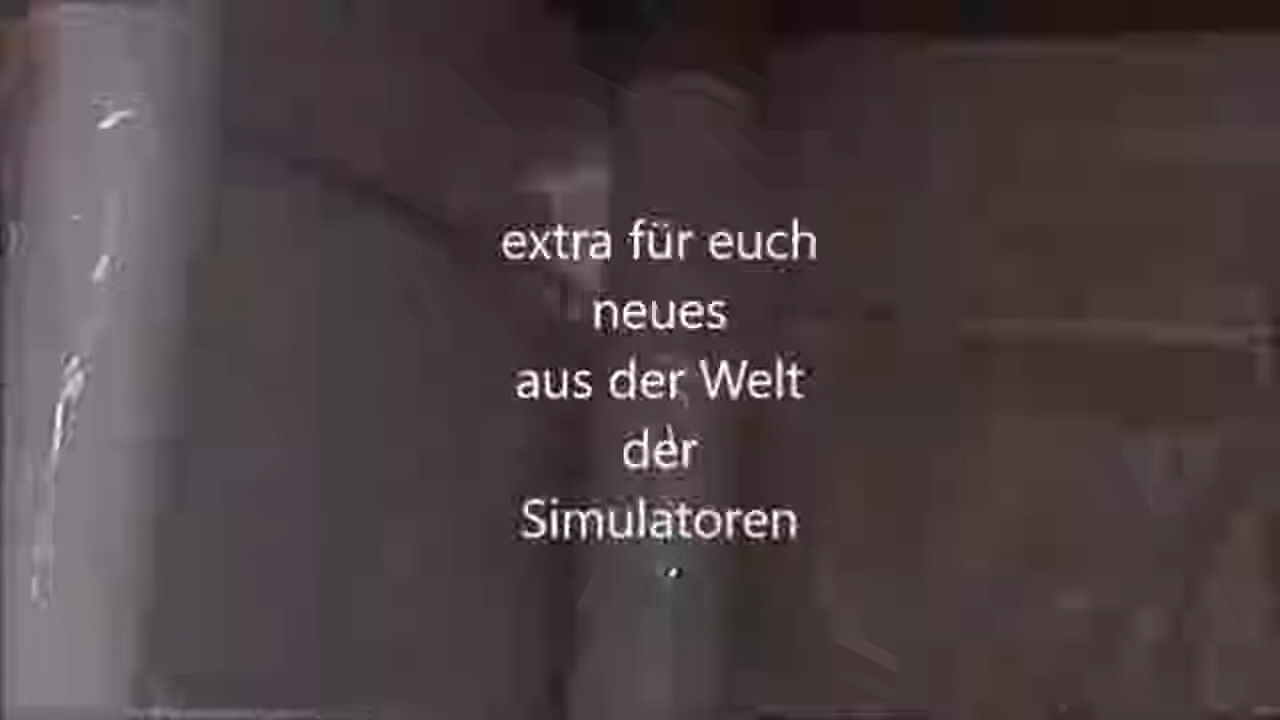 extra für euch
neues
aus der Welt
der
Simulatoren